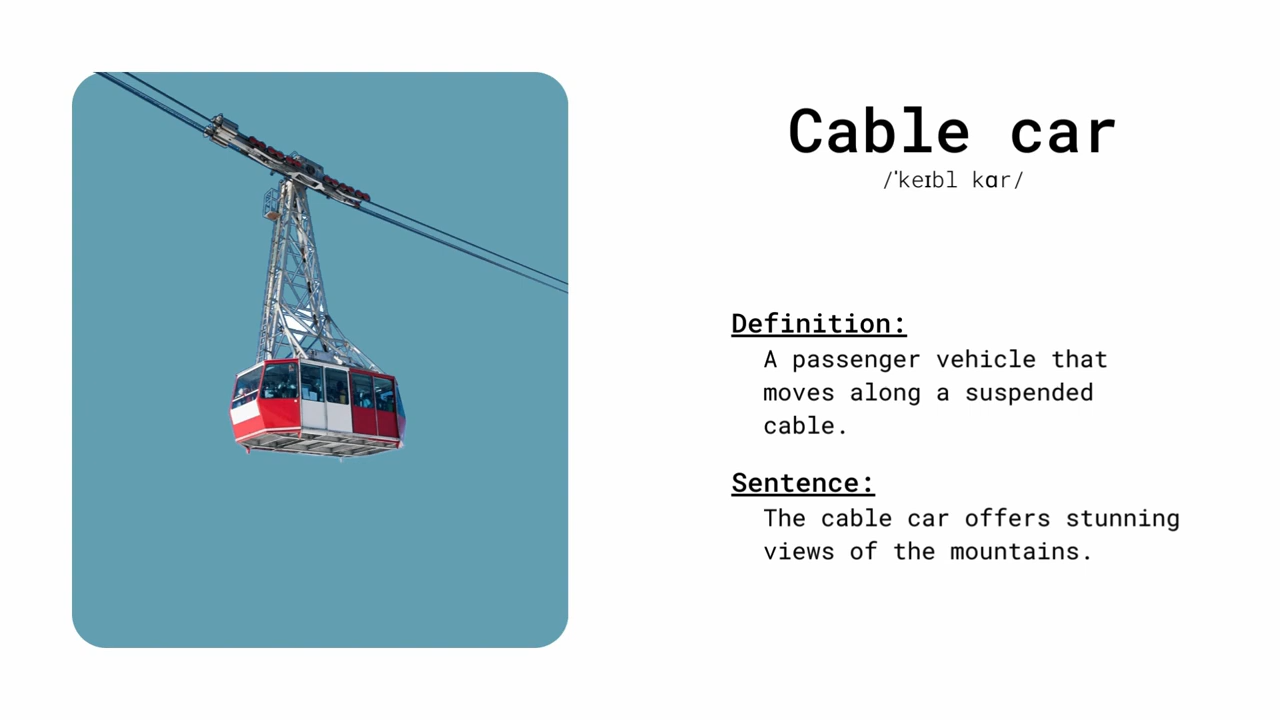 Cable car
/ˈkeɪbl kɑr/
Definition:
A passenger vehicle that
moves along a suspended
cable.
Sentence:
The cable car offers stunning
views of the mountains.